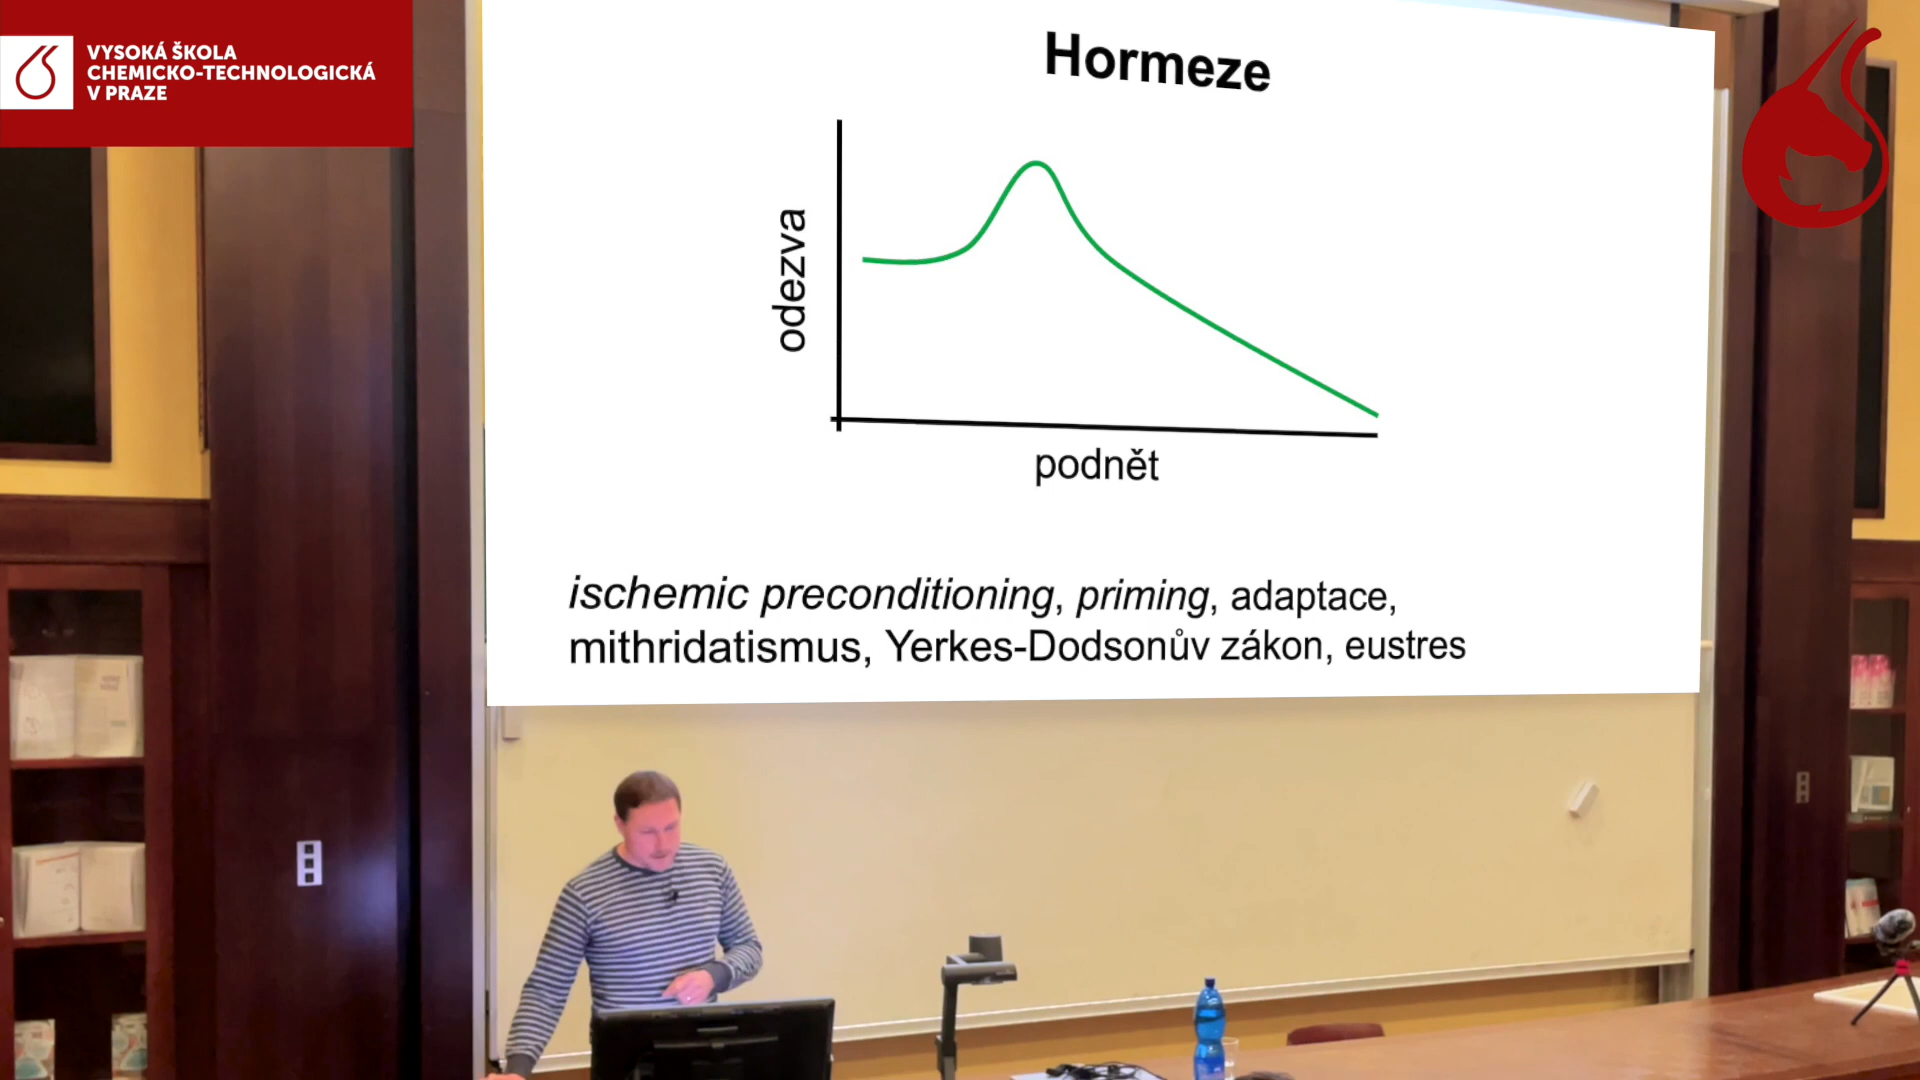 VYSOKÁ ŠKOLA
CHEMICKO-TECHNOLOGICKÁ
V PRAZE
Hormeze
odezva
podnět
ischemic preconditioning, priming, adaptace,
mithridatismus, Yerkes-Dodsonův zákon, eustres